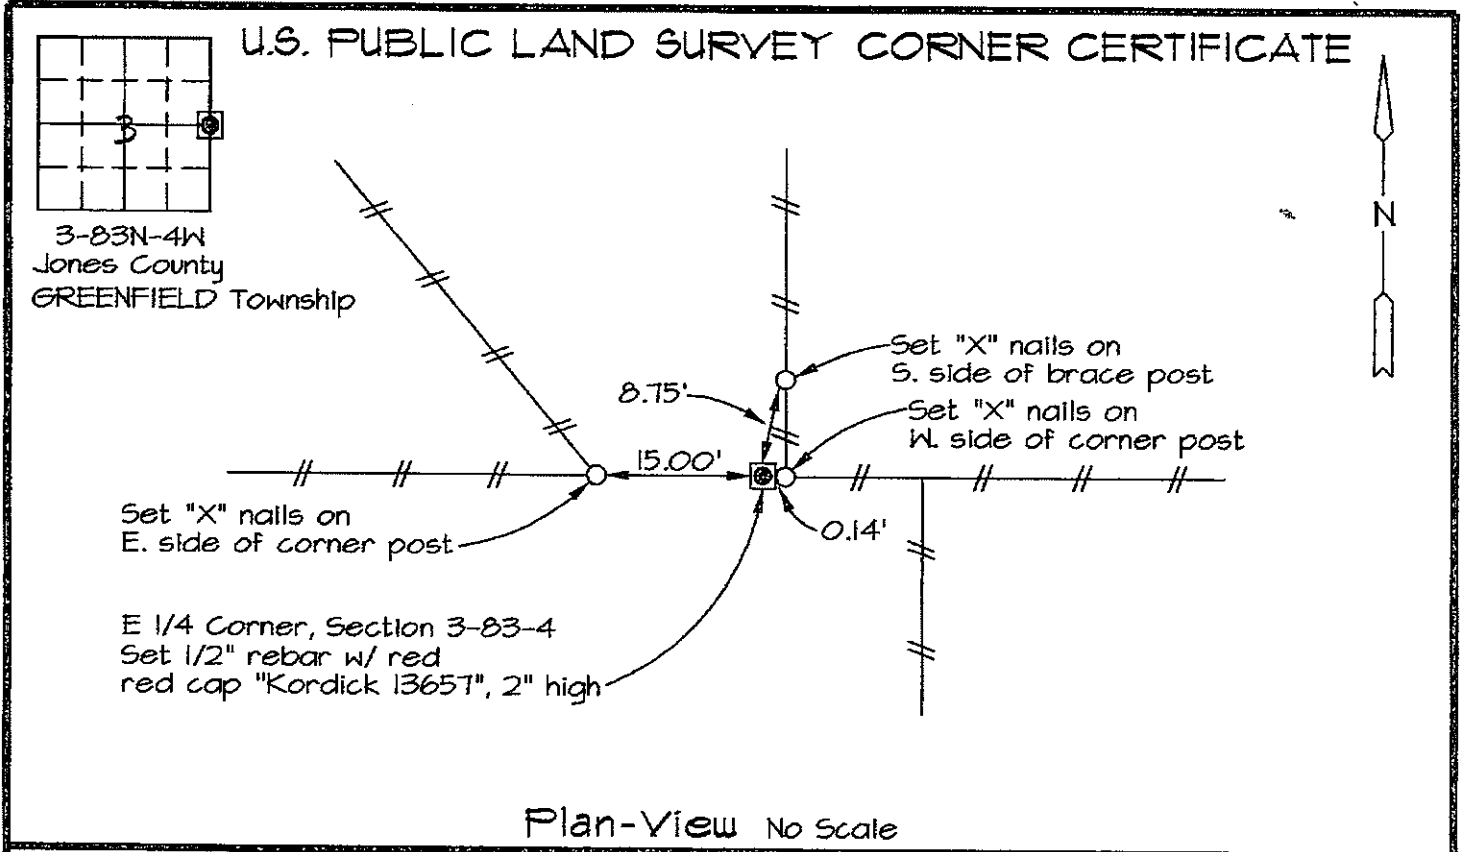 U.S. PUBLIC LAND SURVEY CORNER CERTIFICATE
3
3-83N-4W
Jones County
GREENFIELD Township
N
Set "X" nails on
S. side of brace post
8.75'
Set "X" nails on
W. side of corner post
15.00'
0.14'
Set "X" nails on
E. side of corner post
E 1/4 Corner, Section 3-83-4
Set 1/2" rebar w/ red
red cap "Kordick 13657", 2" high
Plan-View No Scale